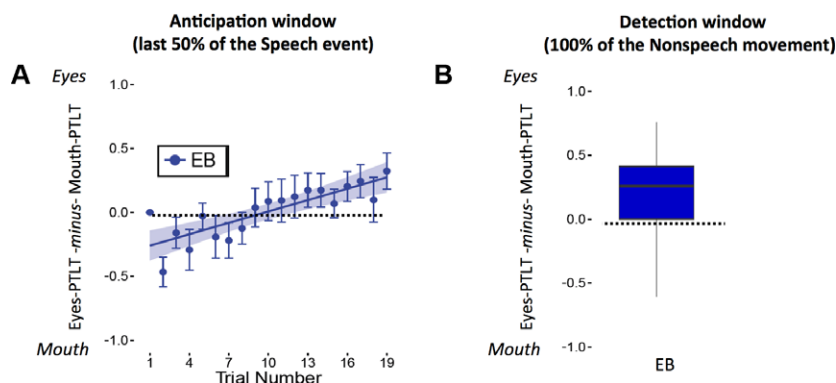 Anticipation window
(last 50% of the Speech event)
A
Eyes
Eyes-PTLT -minus- Mouth-PTLT
1.0
0.5
0.0
-0.5
-1.0
Mouth
EB
1 4 7 10 13 16 19
Trial Number
Detection window
(100% of the Nonspeech movement)
B
Eyes
Eyes-PTLT -minus- Mouth-PTLT
1.0
0.5
0.0
-0.5
-1.0
Mouth
EB